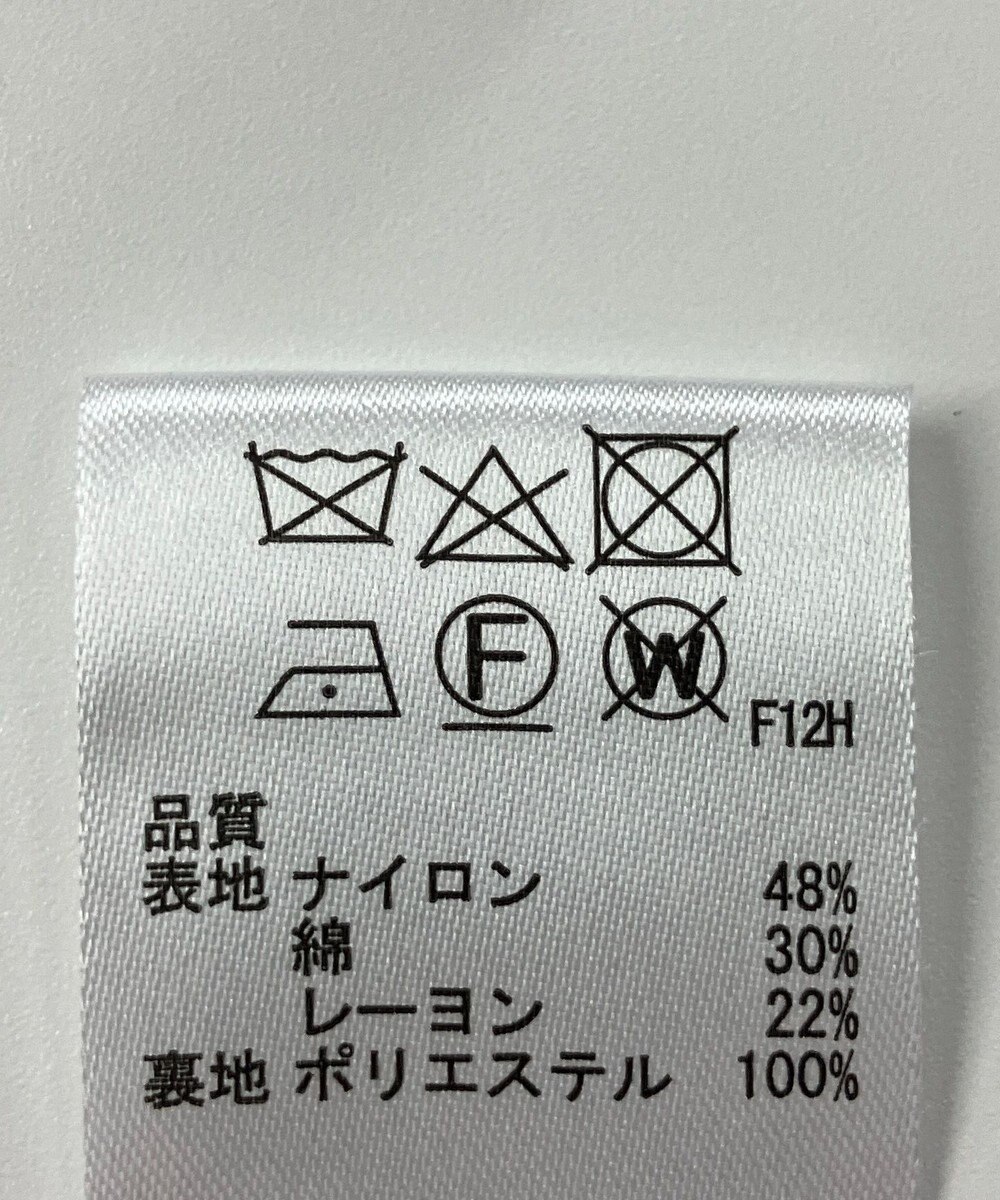 F
W
F12H
品質
表地 ナイロン 48%
綿 30%
レーヨン 22%
裏地 ポリエステル 100%